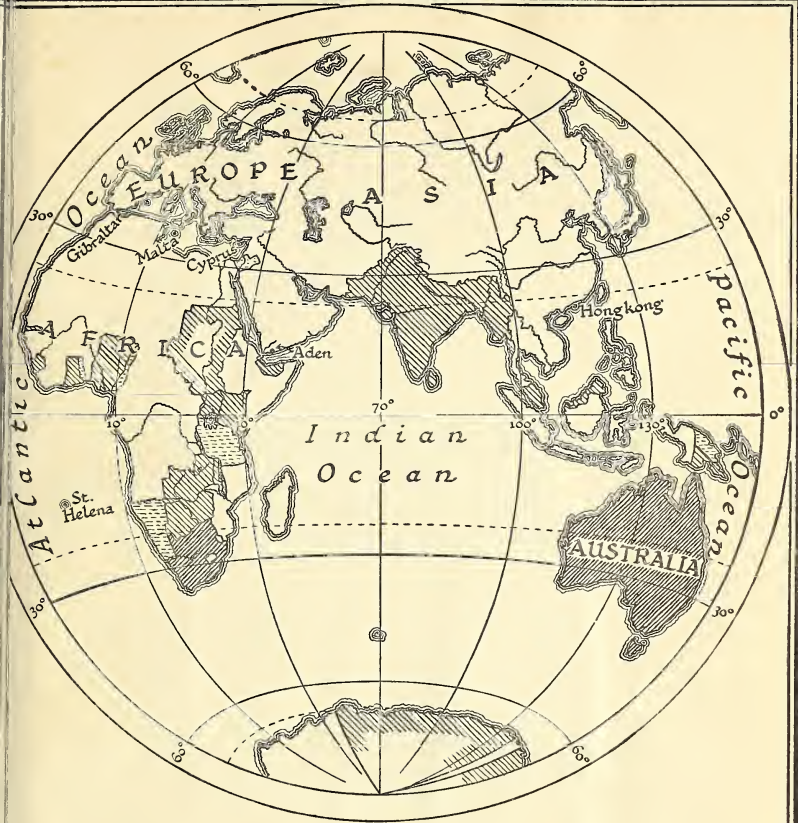 60°
60°
Ocean
EUROPE
ASIA
30°
30°
Gibraltar
Malta
Cyprus
Pacific
Hongkong
AFRICA
Aden
70°
0°
10°
100°
130°
Indian
Ocean
Atlantic
Ocean
St.
Helena
AUSTRALIA
30°
30°
60°
60°